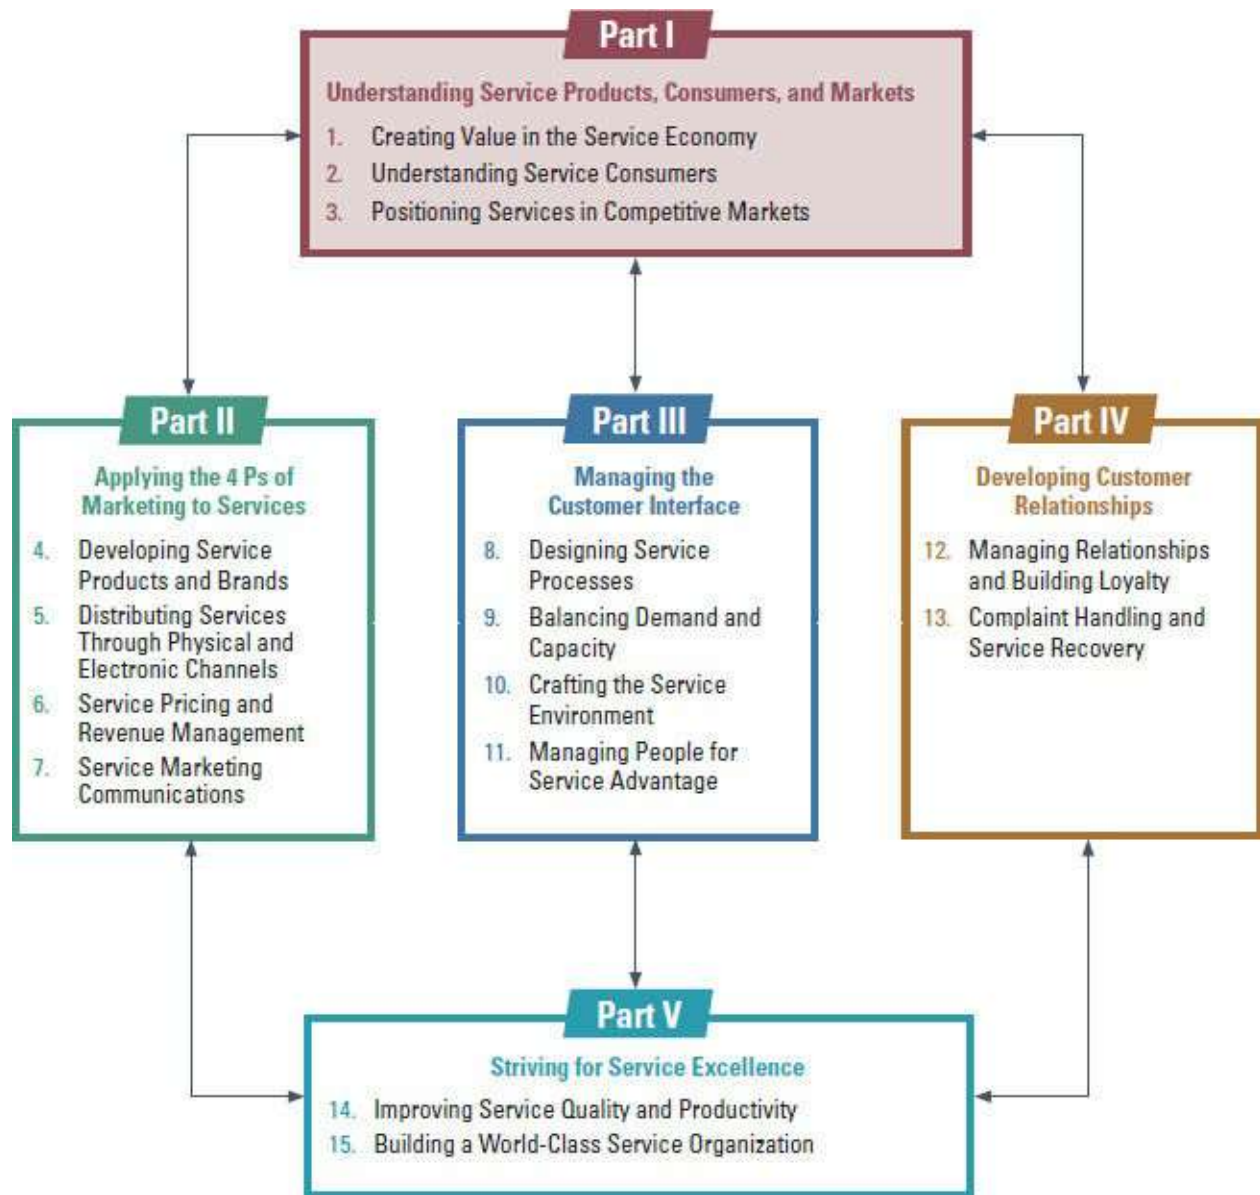 Part I
Understanding Service Products, Consumers, and Markets
1. Creating Value in the Service Economy
2. Understanding Service Consumers
3. Positioning Services in Competitive Markets
Part II
Applying the 4 Ps of
Marketing to Services
4. Developing Service
Products and Brands
5. Distributing Services
Through Physical and
Electronic Channels
6. Service Pricing and
Revenue Management
7. Service Marketing
Communications
Part III
Managing the
Customer Interface
8. Designing Service
Processes
9. Balancing Demand and
Capacity
10. Crafting the Service
Environment
11. Managing People for
Service Advantage
Part IV
Developing Customer
Relationships
12. Managing Relationships
and Building Loyalty
13. Complaint Handling and
Service Recovery
Part V
Striving for Service Excellence
14. Improving Service Quality and Productivity
15. Building a World-Class Service Organization